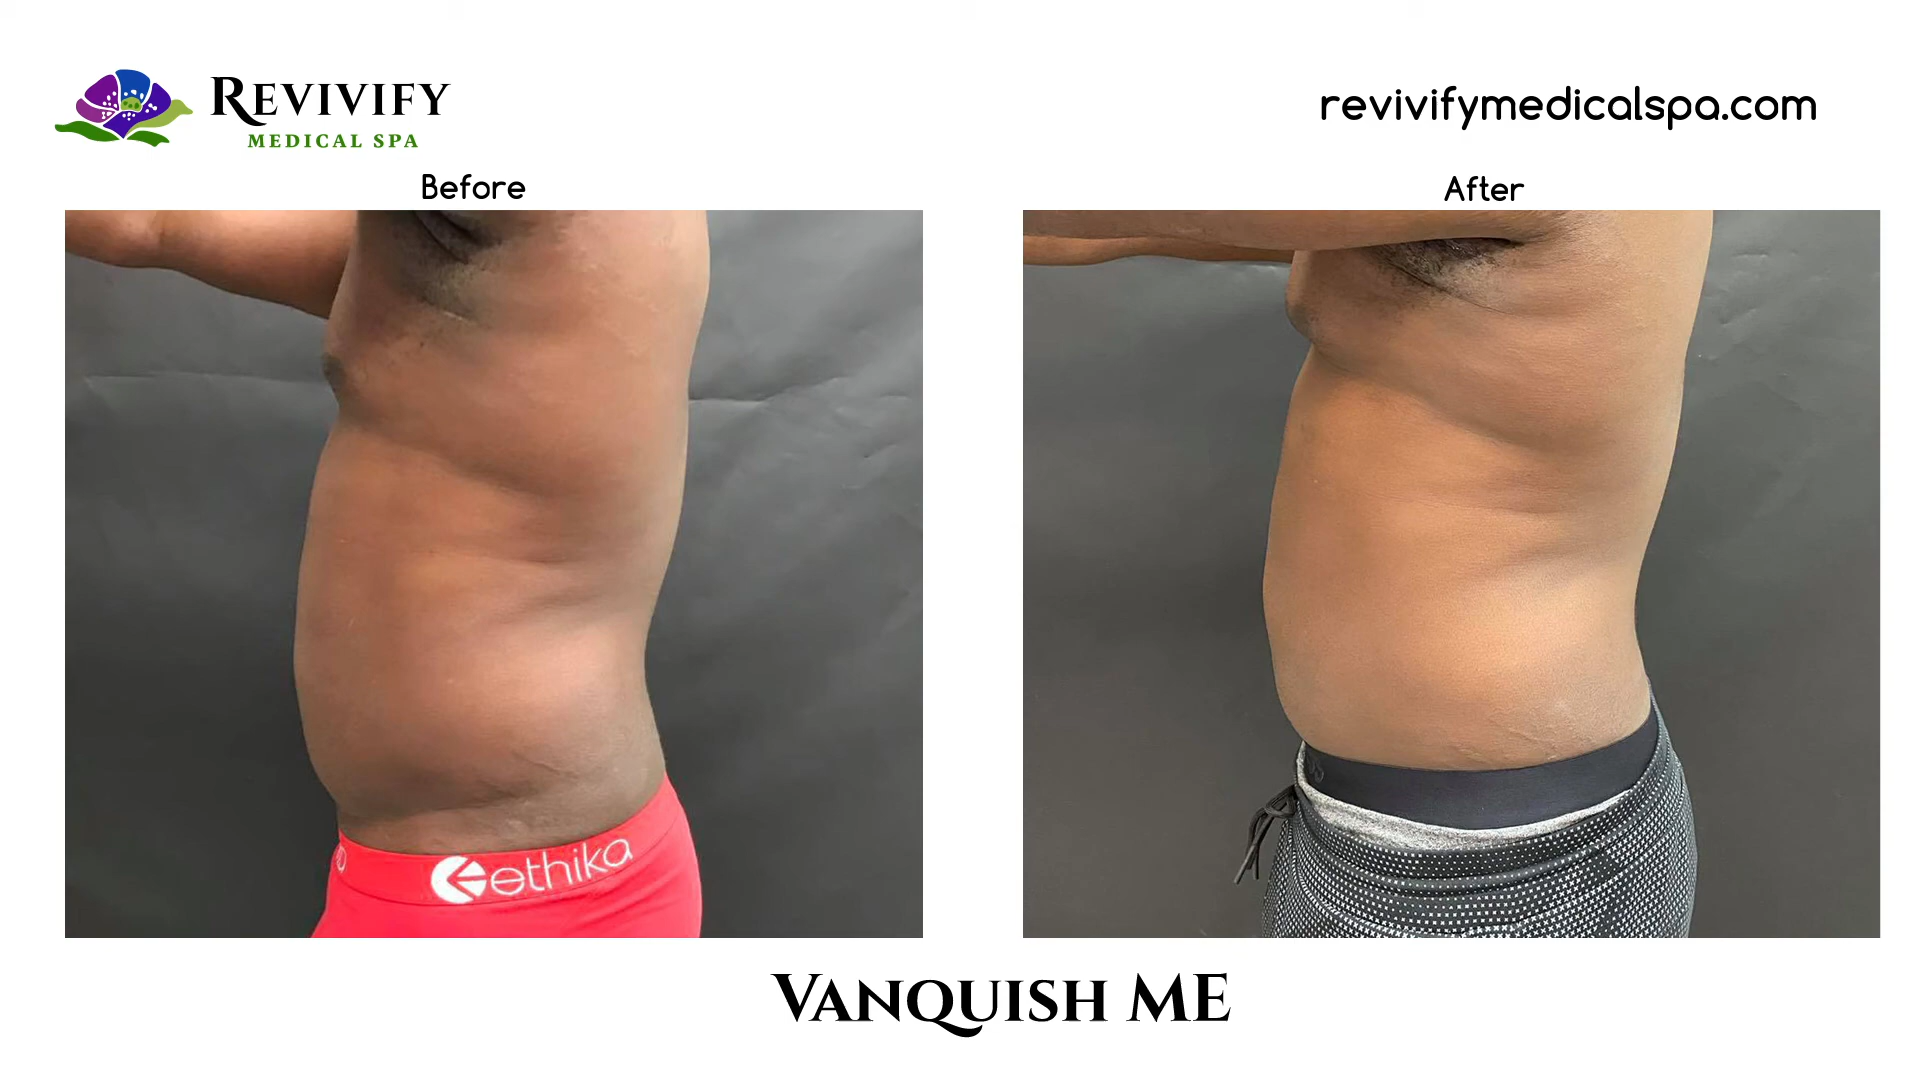 REVIVIFY
MEDICAL SPA
revivifymedicalspa.com
Before
After
ethika
VANQUISH ME